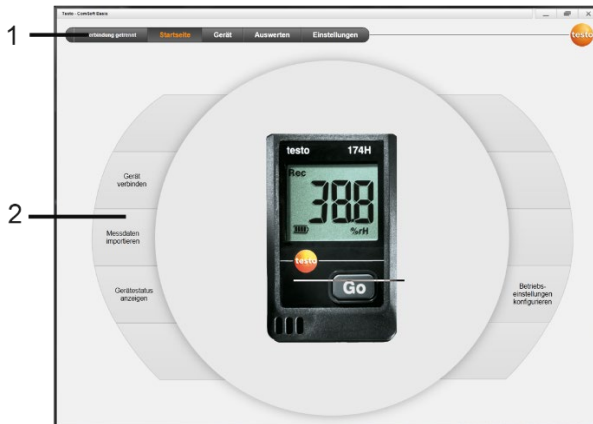 Testo - ComSoft Basic
1
Verbindung getrennt Startseite Gerät Auswerten Einstellungen
testo
testo 174H
Rec
38.8
%rH
testo
Go
Gerät
verbinden
2
Messdaten
importieren
Gerätestatus
anzeigen
Betriebs-
einstellungen
konfigurieren